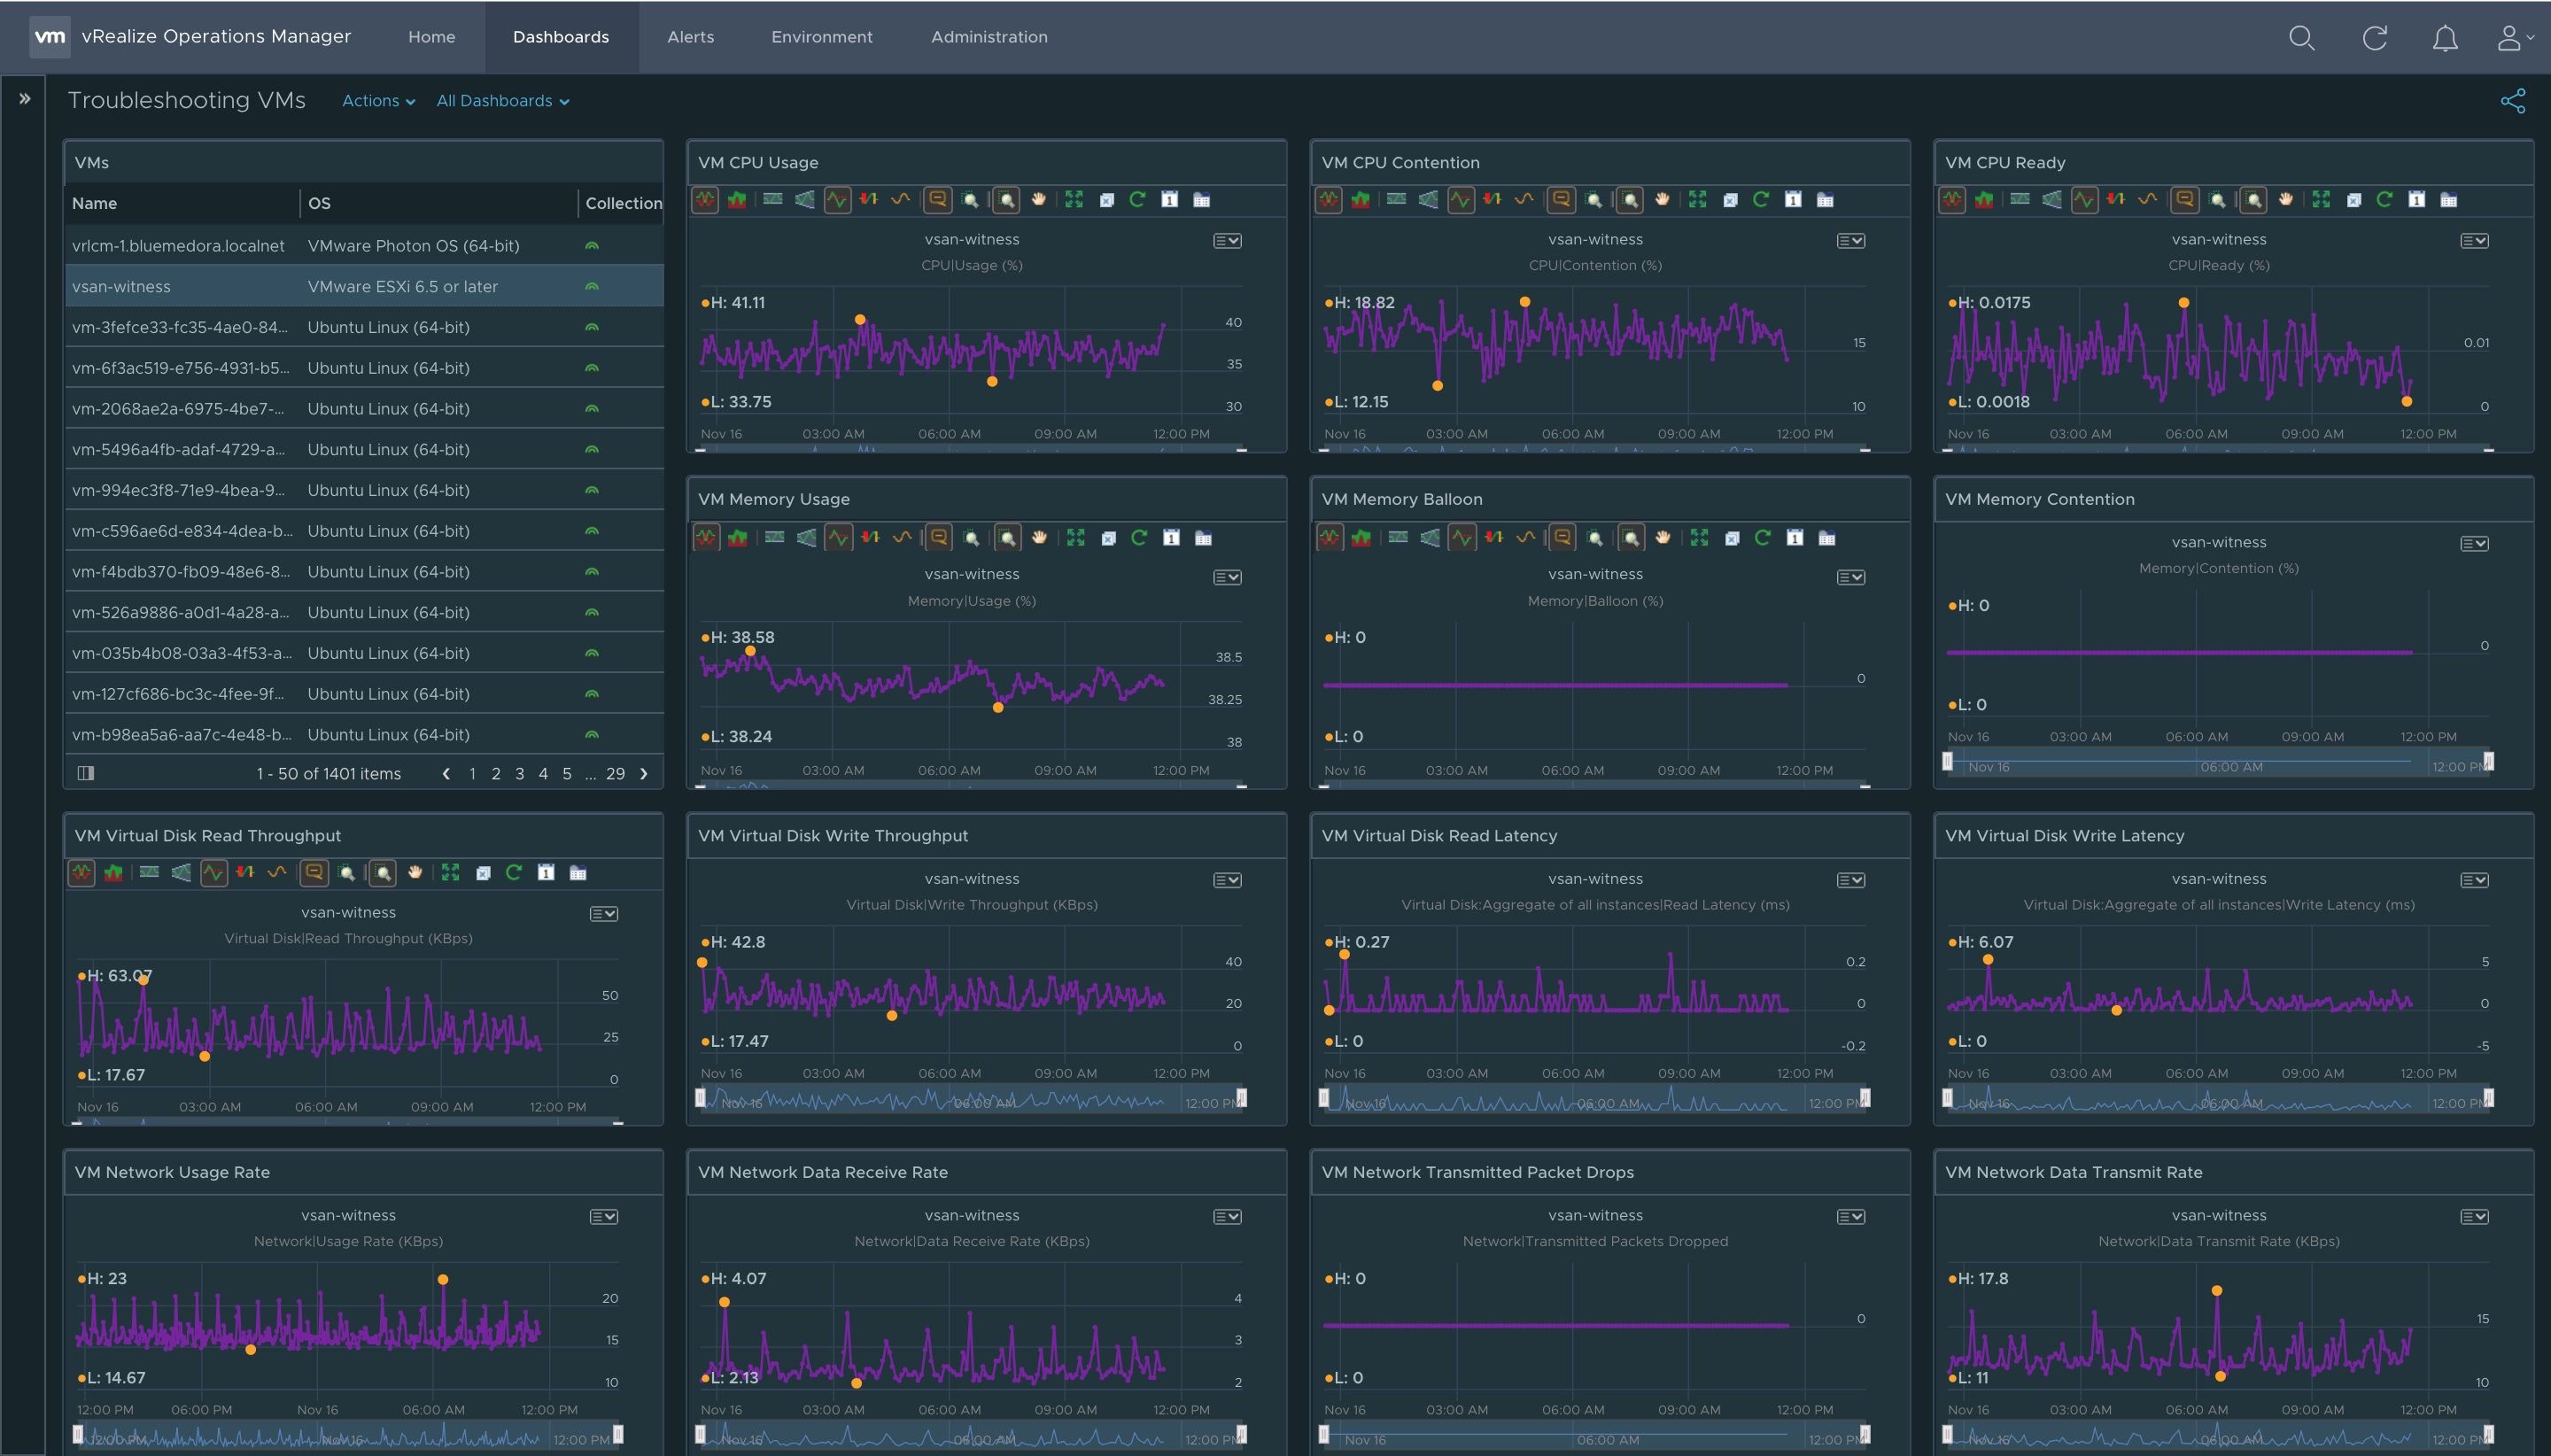 vm vRealize Operations Manager Home Dashboards Alerts Environment Administration
Troubleshooting VMs Actions All Dashboards
VMs
Name OS Collection
vrlcm-1.bluemedora.localnet VMware Photon OS (64-bit)
vsan-witness VMware ESXi 6.5 or later
vm-3fefce33-fc35-4ae0-84... Ubuntu Linux (64-bit)
vm-6f3ac519-e756-4931-b5... Ubuntu Linux (64-bit)
vm-2068ae2a-6975-4be7-... Ubuntu Linux (64-bit)
vm-5496a4fb-adaf-4729-a... Ubuntu Linux (64-bit)
vm-994ec3f8-71e9-4bea-9... Ubuntu Linux (64-bit)
vm-c596ae6d-e834-4dea-b... Ubuntu Linux (64-bit)
vm-f4bdb370-fb09-48e6-8... Ubuntu Linux (64-bit)
vm-526a9886-a0d1-4a28-a... Ubuntu Linux (64-bit)
vm-035b4b08-03a3-4f53-a... Ubuntu Linux (64-bit)
vm-127cf686-bc3c-4fee-9f... Ubuntu Linux (64-bit)
vm-b98ea5a6-aa7c-4e48-b... Ubuntu Linux (64-bit)
1 - 50 of 1401 items 1 2 3 4 5 ... 29
VM CPU Usage
1
vsan-witness
CPU|Usage (%)
H: 41.11
40
35
L: 33.75
30
Nov 16 03:00 AM 06:00 AM 09:00 AM 12:00 PM
VM CPU Contention
1
vsan-witness
CPU|Contention (%)
H: 18.82
15
L: 12.15
10
Nov 16 03:00 AM 06:00 AM 09:00 AM 12:00 PM
VM CPU Ready
1
vsan-witness
CPU|Ready (%)
H: 0.0175
0.01
L: 0.0018
0
Nov 16 03:00 AM 06:00 AM 09:00 AM 12:00 PM
VM Memory Usage
1
vsan-witness
Memory|Usage (%)
H: 38.58
38.5
38.25
L: 38.24
38
Nov 16 03:00 AM 06:00 AM 09:00 AM 12:00 PM
VM Memory Balloon
1
vsan-witness
Memory|Balloon (%)
H: 0
0
L: 0
Nov 16 03:00 AM 06:00 AM 09:00 AM 12:00 PM
VM Memory Contention
vsan-witness
Memory|Contention (%)
H: 0
0
L: 0
Nov 16 03:00 AM 06:00 AM 09:00 AM 12:00 PM
Nov 16 06:00 AM 12:00 PM
VM Virtual Disk Read Throughput
1
vsan-witness
Virtual Disk|Read Throughput (KBps)
H: 63.07
50
25
L: 17.67
0
Nov 16 03:00 AM 06:00 AM 09:00 AM 12:00 PM
VM Virtual Disk Write Throughput
vsan-witness
Virtual Disk|Write Throughput (KBps)
H: 42.8
40
20
L: 17.47
0
Nov 16 03:00 AM 06:00 AM 09:00 AM 12:00 PM
Nov 16 06:00 AM 12:00 PM
VM Virtual Disk Read Latency
vsan-witness
Virtual Disk:Aggregate of all instances|Read Latency (ms)
H: 0.27
0.2
0
L: 0
-0.2
Nov 16 03:00 AM 06:00 AM 09:00 AM 12:00 PM
Nov 16 06:00 AM 12:00 PM
VM Virtual Disk Write Latency
vsan-witness
Virtual Disk:Aggregate of all instances|Write Latency (ms)
H: 6.07
5
0
L: 0
-5
Nov 16 03:00 AM 06:00 AM 09:00 AM 12:00 PM
Nov 16 06:00 AM 12:00 PM
VM Network Usage Rate
vsan-witness
Network|Usage Rate (KBps)
H: 23
20
15
L: 14.67
10
12:00 PM 06:00 PM Nov 16 06:00 AM 12:00 PM
12:00 PM Nov 16 12:00 PM
VM Network Data Receive Rate
vsan-witness
Network|Data Receive Rate (KBps)
H: 4.07
4
3
L: 2.13
2
Nov 16 03:00 AM 06:00 AM 09:00 AM 12:00 PM
Nov 16 06:00 AM 12:00 PM
VM Network Transmitted Packet Drops
vsan-witness
Network|Transmitted Packets Dropped
H: 0
0
L: 0
Nov 16 03:00 AM 06:00 AM 09:00 AM 12:00 PM
Nov 16 06:00 AM 12:00 PM
VM Network Data Transmit Rate
vsan-witness
Network|Data Transmit Rate (KBps)
H: 17.8
15
L: 11
10
Nov 16 03:00 AM 06:00 AM 09:00 AM 12:00 PM
Nov 16 06:00 AM 12:00 PM